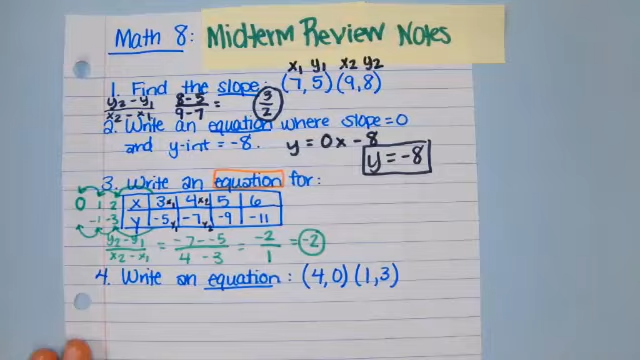 Math 8: Midterm Review Notes
x₁ y₁ x₂ y₂
1. Find the slope: (7,5)(9,8)
y₂-y₁/x₂-x₁ 8-5/9-7 = 3/2
2. Write an equation where slope=0
and y-int = -8. y = 0x - 8
y = -8
3. Write an equation for:
0 1 2 X 3 x₁ 4 x₂ 5 6
-1 -3 Y -5 y₁ -7 y₂ -9 -11
y₂-y₁/x₂-x₁ = -7--5/4-3 = -2/1 = -2
4. Write an equation: (4,0)(1,3)